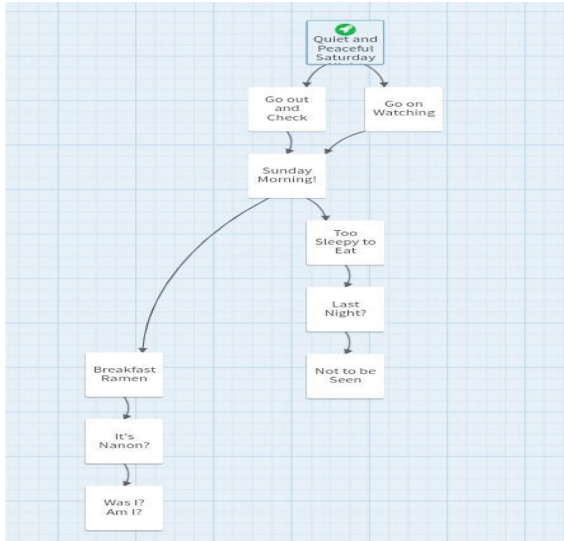 Quiet and
Peaceful
Saturday
Go out
and
Check
Go on
Watching
Sunday
Morning!
Too
Sleepy to
Eat
Last
Night?
Not to be
Seen
Breakfast
Ramen
It's
Nanon?
Was I?
Am I?